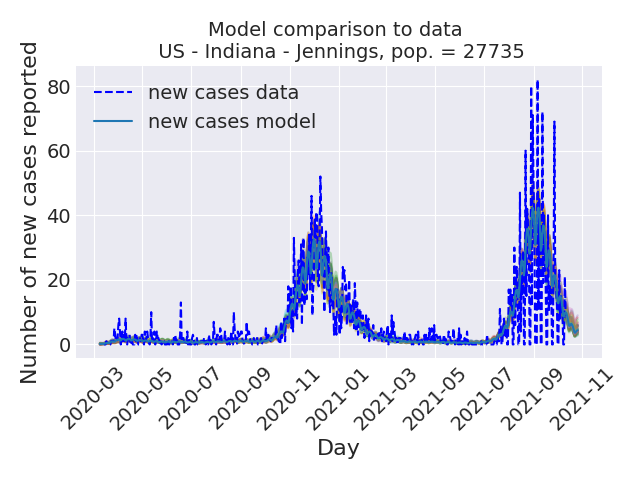 Model comparison to data
US - Indiana - Jennings, pop. = 27735
Number of new cases reported
80
60
40
20
0
new cases data
new cases model
2020-03
2020-05
2020-07
2020-09
2020-11
2021-01
2021-03
2021-05
2021-07
2021-09
2021-11
Day